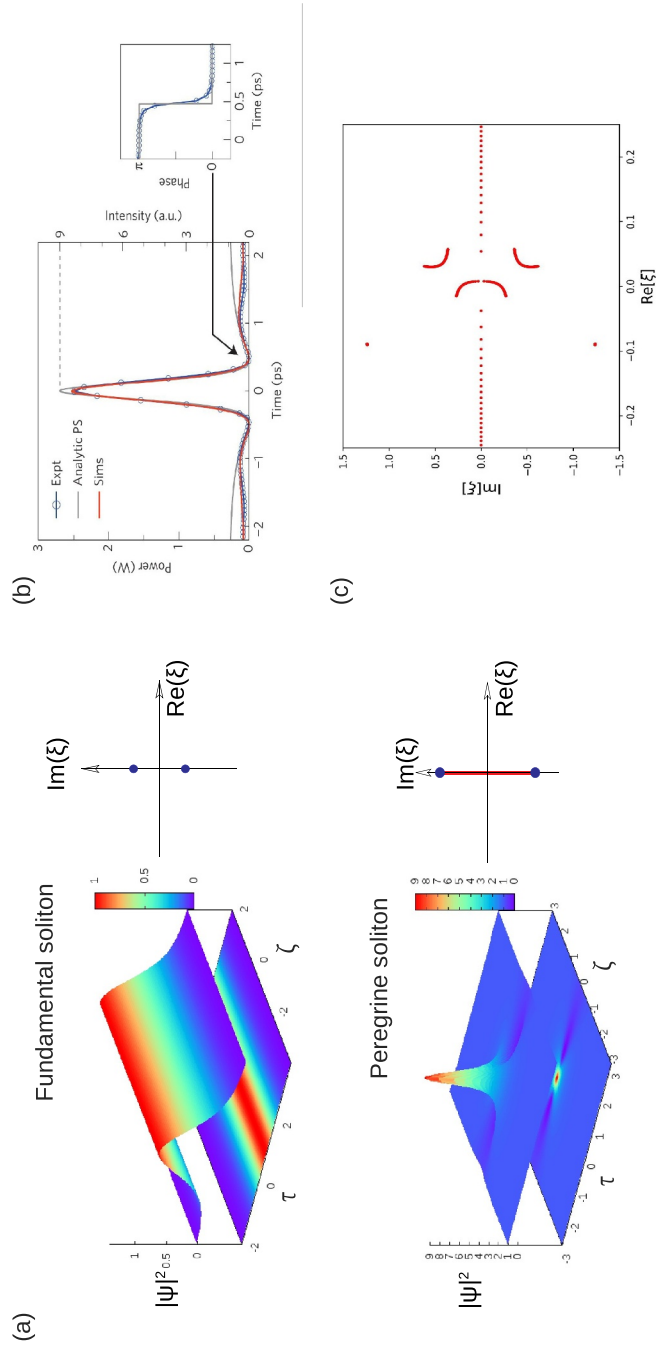 (a)
Fundamental soliton
|ψ|²
1
0.5
0
-2
0
2
τ
-2
0
2
ζ
1
0.5
0
Im(ξ)
Re(ξ)
Peregrine soliton
|ψ|²
9
8
7
6
5
4
3
2
1
0
-3
-2
-1
0
1
2
3
τ
-3
-2
-1
0
1
2
3
ζ
9
8
7
6
5
4
3
2
1
0
Im(ξ)
Re(ξ)
(b)
Power (W)
3
2
1
0
Expt
Analytic PS
Sims
−2
−1
0
1
2
Time (ps)
9
6
3
0
Intensity (a.u.)
Phase
π
0
0
0.5
1
Time (ps)
(c)
Im[ξ]
1.5
1.0
0.5
0.0
−0.5
−1.0
−1.5
−0.2
−0.1
0.0
0.1
0.2
Re[ξ]